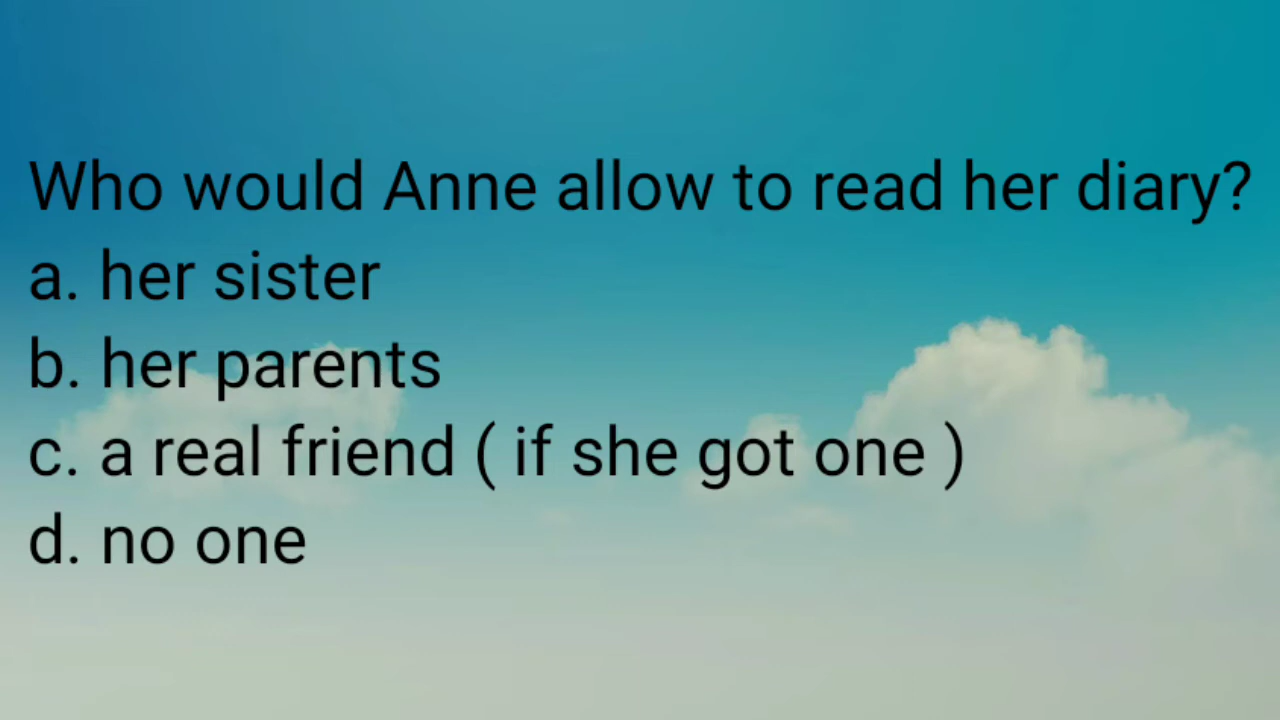 Who would Anne allow to read her diary?
a. her sister
b. her parents
c. a real friend ( if she got one )
d. no one